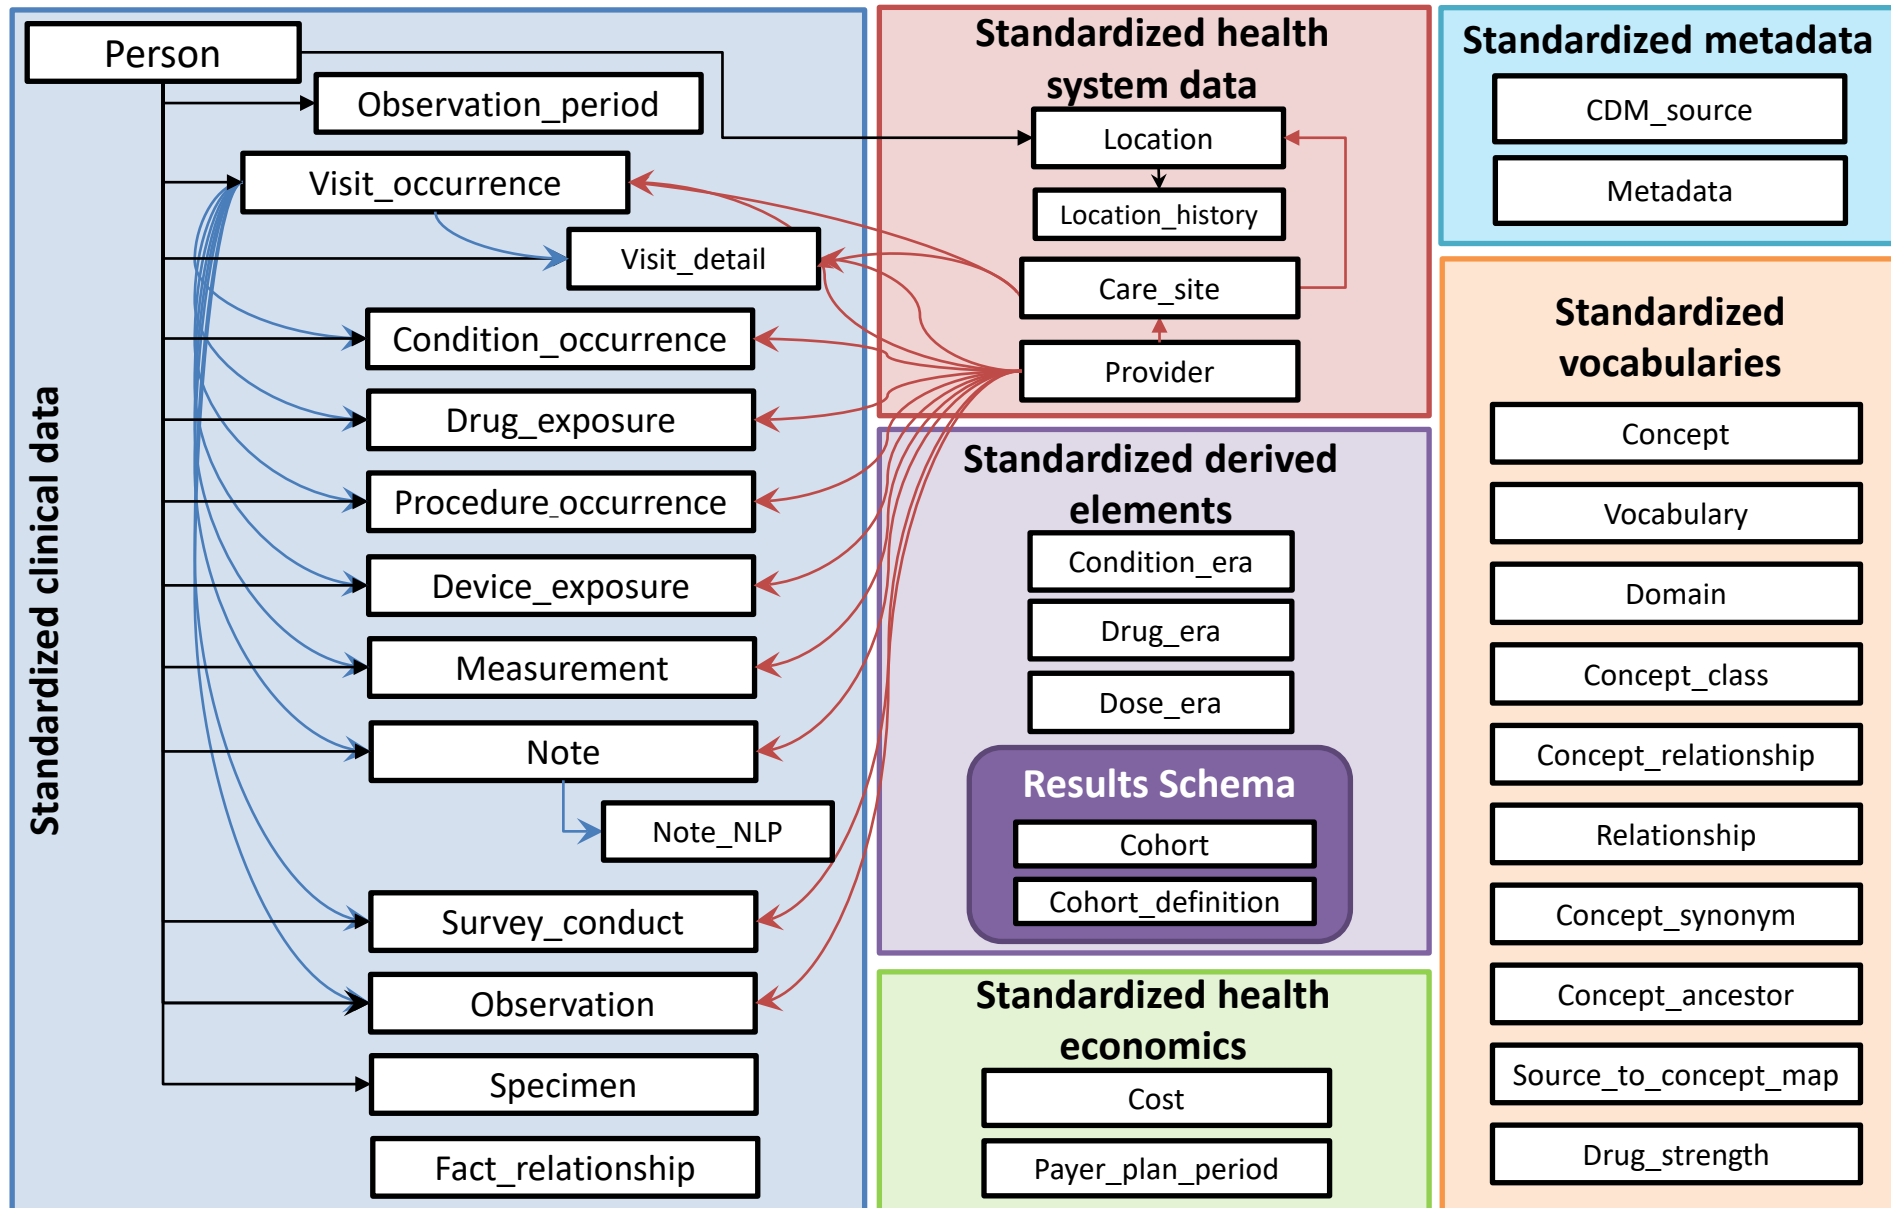 Standardized clinical data
Person
Observation_period
Visit_occurrence
Visit_detail
Condition_occurrence
Drug_exposure
Procedure_occurrence
Device_exposure
Measurement
Note
Note_NLP
Survey_conduct
Observation
Specimen
Fact_relationship
Standardized health
system data
Location
Location_history
Care_site
Provider
Standardized derived
elements
Condition_era
Drug_era
Dose_era
Results Schema
Cohort
Cohort_definition
Standardized health
economics
Cost
Payer_plan_period
Standardized metadata
CDM_source
Metadata
Standardized
vocabularies
Concept
Vocabulary
Domain
Concept_class
Concept_relationship
Relationship
Concept_synonym
Concept_ancestor
Source_to_concept_map
Drug_strength